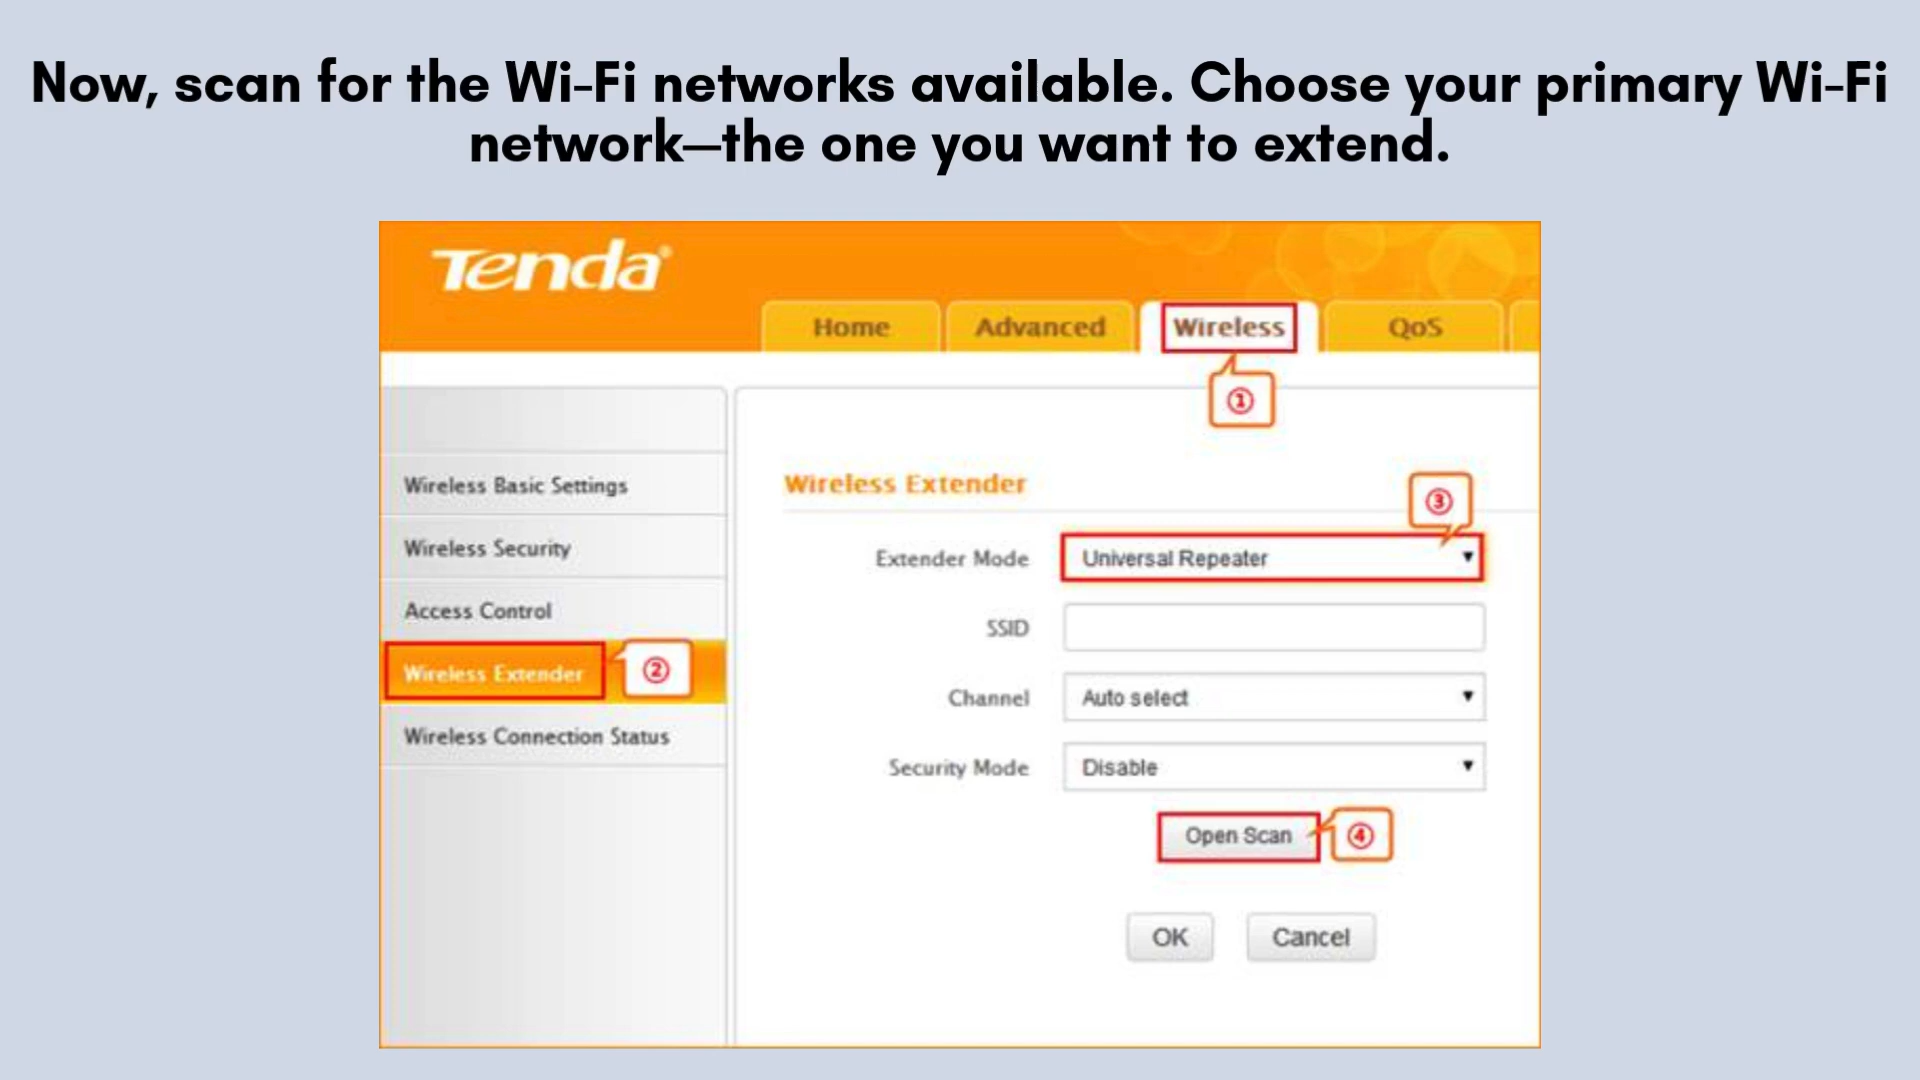 Now, scan for the Wi-Fi networks available. Choose your primary Wi-Fi
network—the one you want to extend.
Tenda®
Home
Advanced
Wireless
QoS
①
Wireless Basic Settings
Wireless Security
Access Control
Wireless Extender
②
Wireless Connection Status
Wireless Extender
③
Extender Mode
Universal Repeater
SSID
Channel
Auto select
Security Mode
Disable
Open Scan
④
OK
Cancel